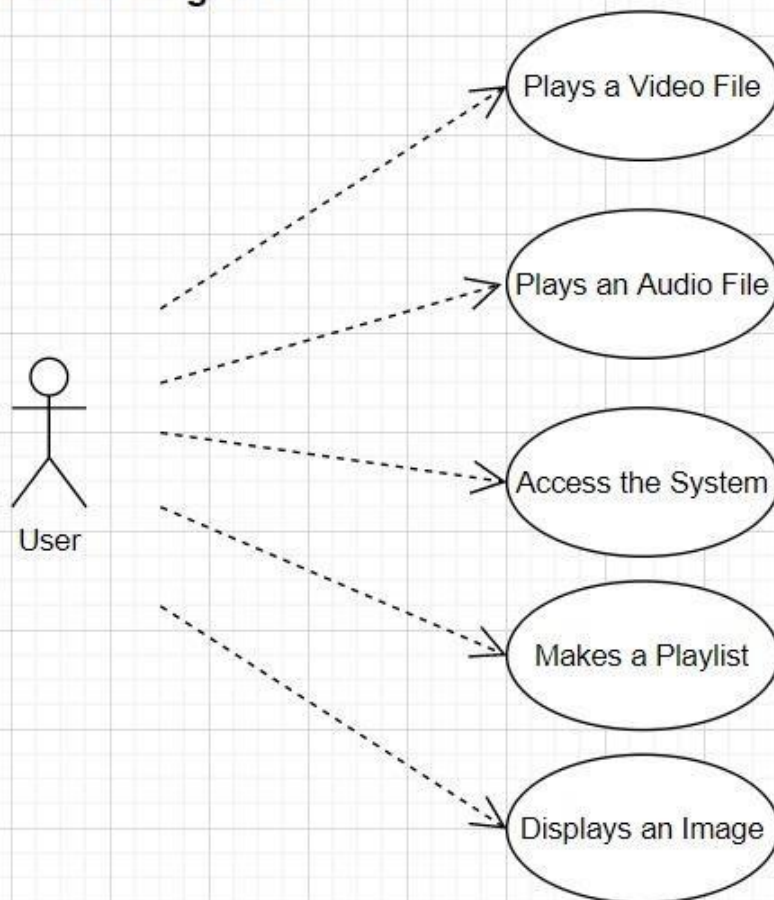 Plays a Video File
Plays an Audio File
Access the System
User
Makes a Playlist
Displays an Image